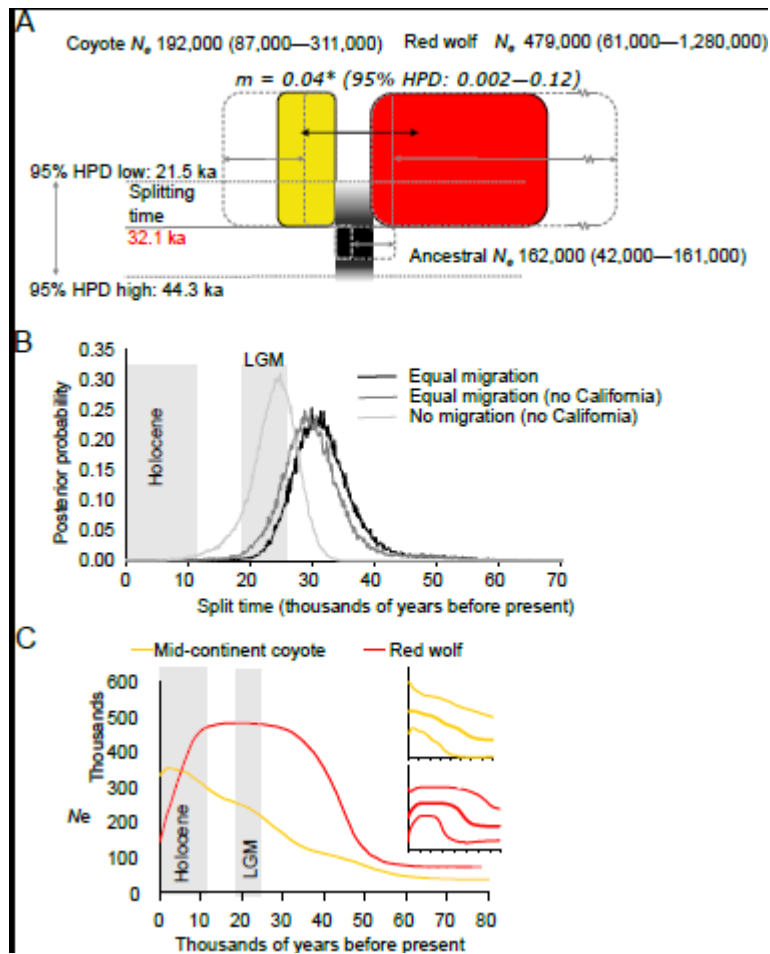 A
Coyote Ne 192,000 (87,000—311,000) Red wolf Ne 479,000 (61,000—1,280,000)
m = 0.04* (95% HPD: 0.002—0.12)
95% HPD low: 21.5 ka
Splitting
time
32.1 ka
Ancestral Ne 162,000 (42,000—161,000)
95% HPD high: 44.3 ka
B
Posterior probability
0.35
0.30
0.25
0.20
0.15
0.10
0.05
0.00
Holocene
LGM
Equal migration
Equal migration (no California)
No migration (no California)
0 10 20 30 40 50 60 70
Split time (thousands of years before present)
C
Mid-continent coyote Red wolf
Thousands
Ne
600
500
400
300
200
100
0
Holocene
LGM
0 10 20 30 40 50 60 70 80
Thousands of years before present